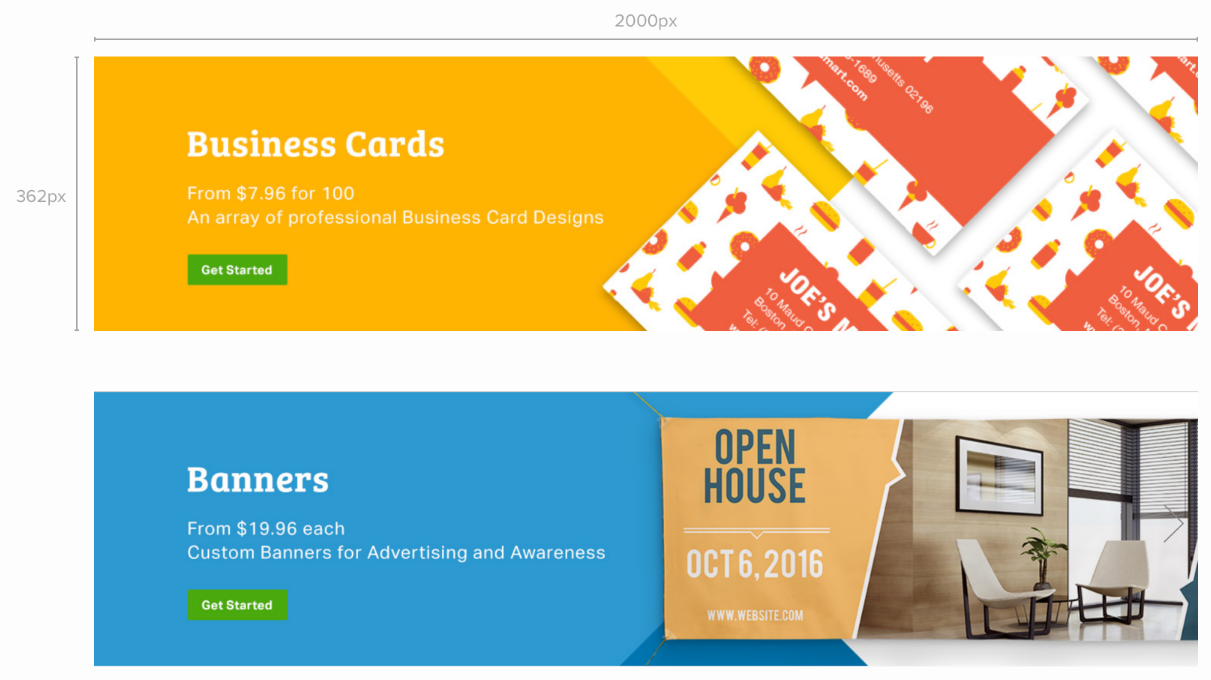 2000px
362px
Business Cards
From $7.96 for 100
An array of professional Business Card Designs
Get Started
-1689
mart.com
husetts 02196
JOE'S M
10 Maud
Boston,
Tel:
JOE'S
10 Maud
Boston,
Tel:
Banners
From $19.96 each
Custom Banners for Advertising and Awareness
Get Started
OPEN
HOUSE
OCT 6, 2016
WWW.WEBSITE.COM